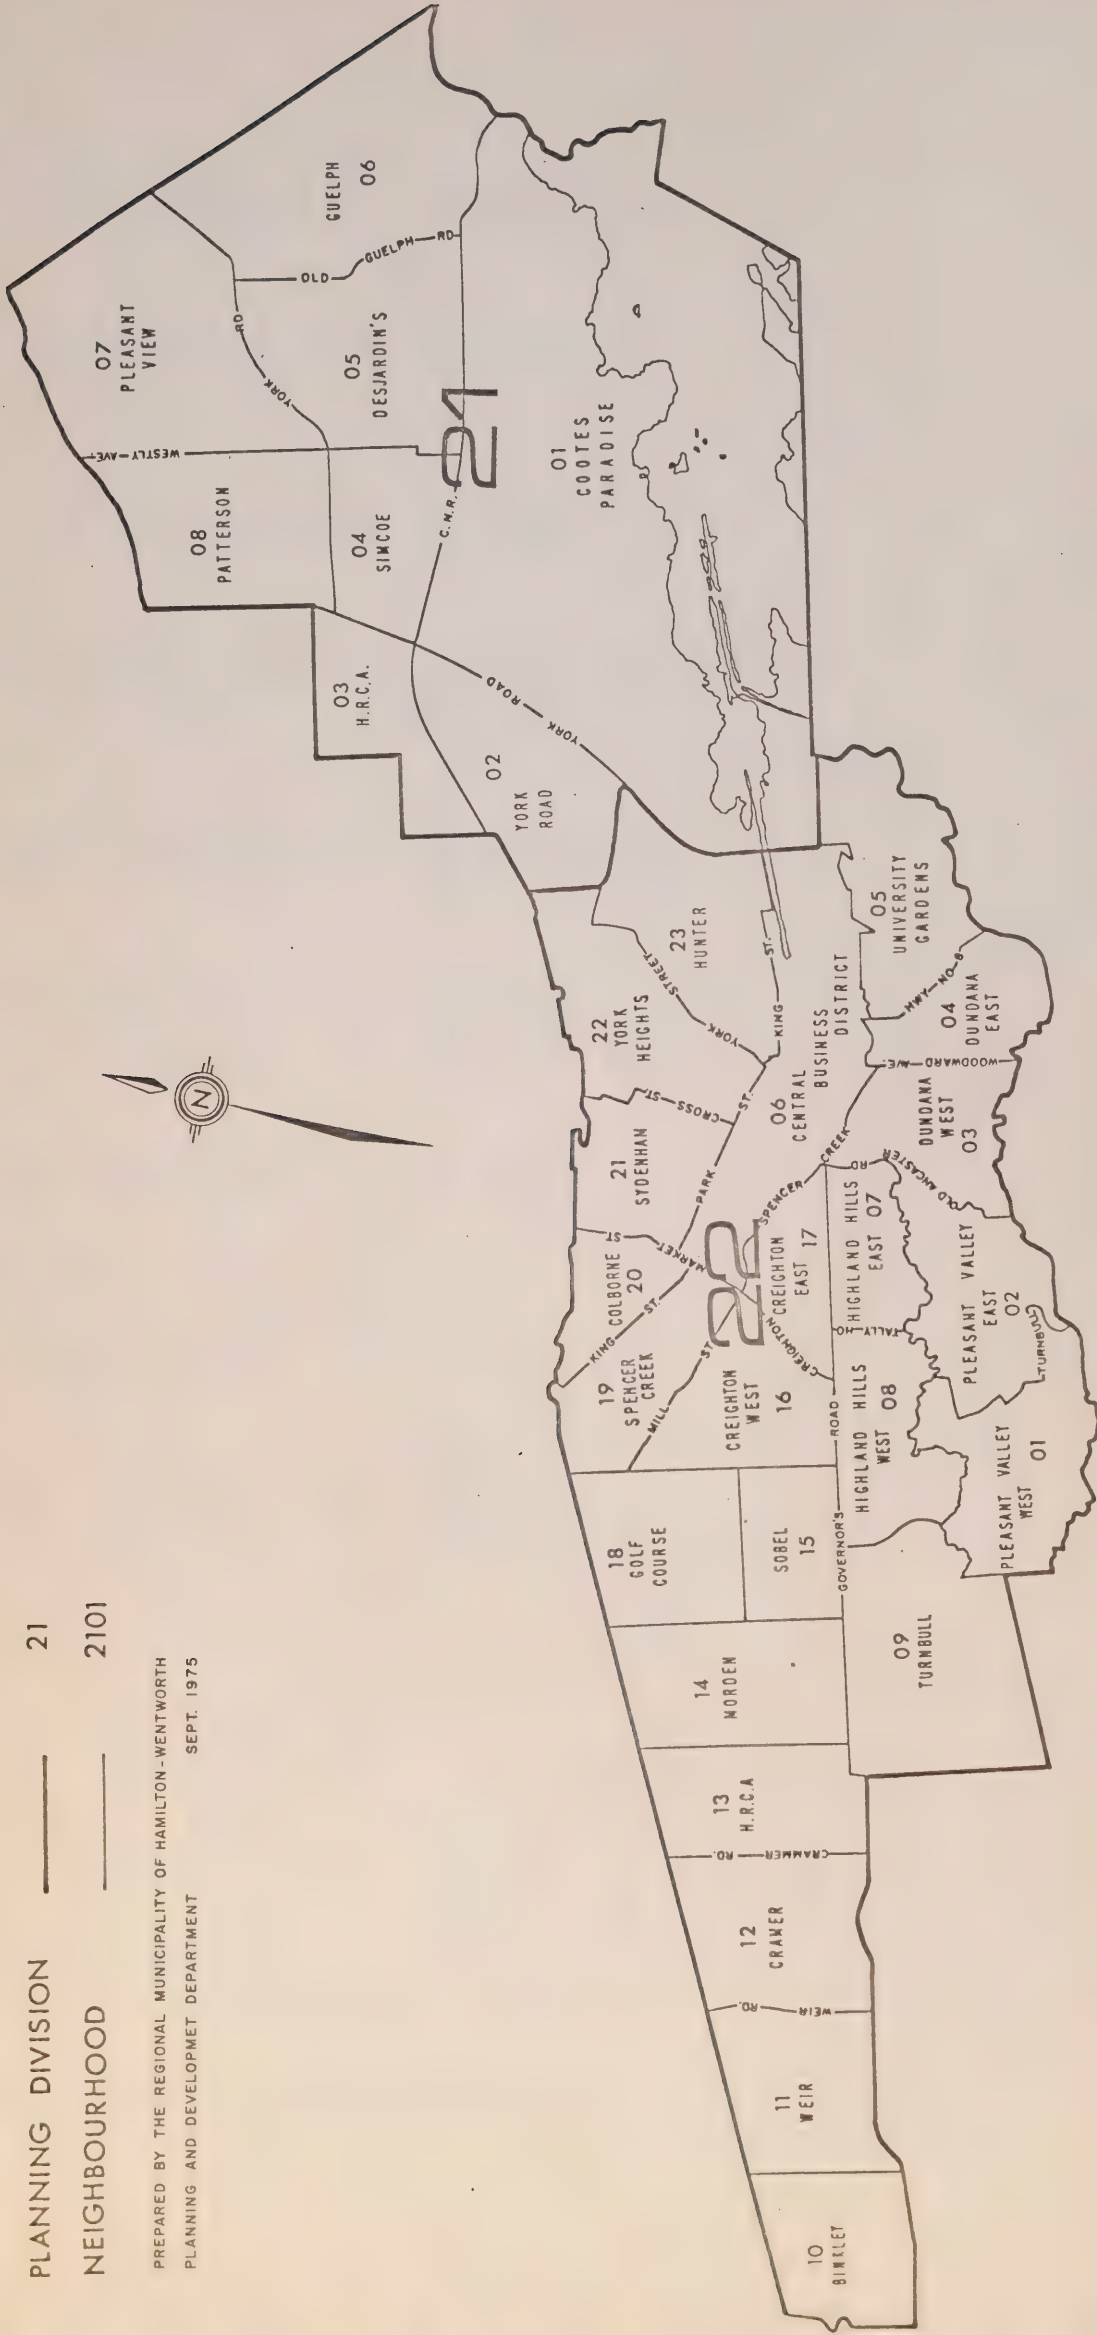 PLANNING DIVISION 21
NEIGHBOURHOOD 2101
PREPARED BY THE REGIONAL MUNICIPALITY OF HAMILTON-WENTWORTH
PLANNING AND DEVELOPMET DEPARTMENT SEPT. 1975
N
21
07
PLEASANT
VIEW
GUELPH
06
OLD GUELPH RD
YORK RD
05
DESJARDIN'S
WESTLY AVE.
08
PATTERSON
04
SIMCOE
C.N.R.
01
COOTES
PARADISE
03
H.R.C.A.
YORK ROAD
YORK
02
YORK
ROAD
22
23
HUNTER
YORK STREET
KING ST.
22
YORK
HEIGHTS
CROSS ST.
21
SYDENHAM
PARK ST.
MARKET ST
COLBORNE
20
KING ST.
19
SPENCER
CREEK
MILL ST.
06
CENTRAL
BUSINESS
DISTRICT
SPENCER CREEK
05
UNIVERSITY
GARDENS
HWY NO 8
04
DUNDANA
EAST
WOODWARD AVE.
DUNDANA
WEST
03
OLD ANCASTER RD
CREIGHTON
EAST 17
CREIGHTON
CREIGHTON
WEST
16
HIGHLAND HILLS
EAST 07
TALLY HO
HIGHLAND HILLS
WEST 08
PLEASANT VALLEY
EAST
02
TURNBULL
PLEASANT VALLEY
WEST 01
GOVERNOR'S ROAD
18
GOLF
COURSE
SOBEL
15
09
TURNBULL
14
MORDEN
13
H.R.C.A
CRAMMER RD.
12
CRAMER
WEIR RD.
11
WEIR
10
BINKLEY